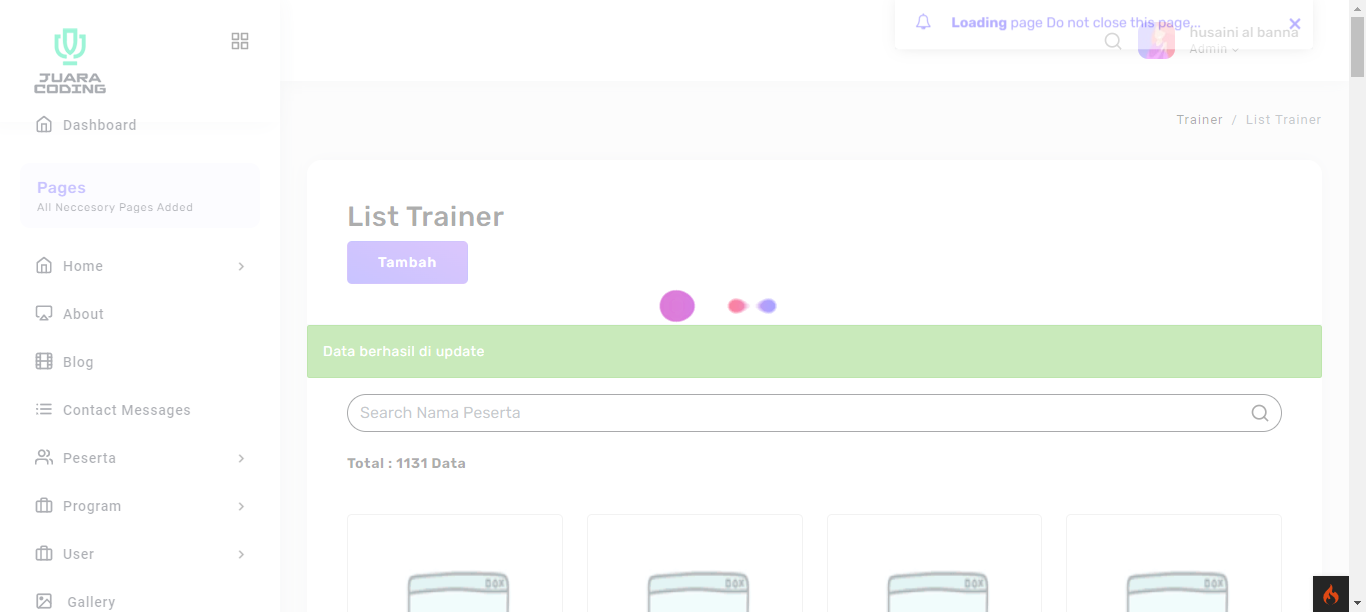 JUARA
CODING
Loading page Do not close this page...
husaini al banna
Admin
Dashboard
Trainer / List Trainer
Pages
All Neccesory Pages Added
List Trainer
Tambah
Home
About
Data berhasil di update
Blog
Search Nama Peserta
Contact Messages
Peserta
Total : 1131 Data
Program
User
Gallery
BOX
BOX
BOX
BOX